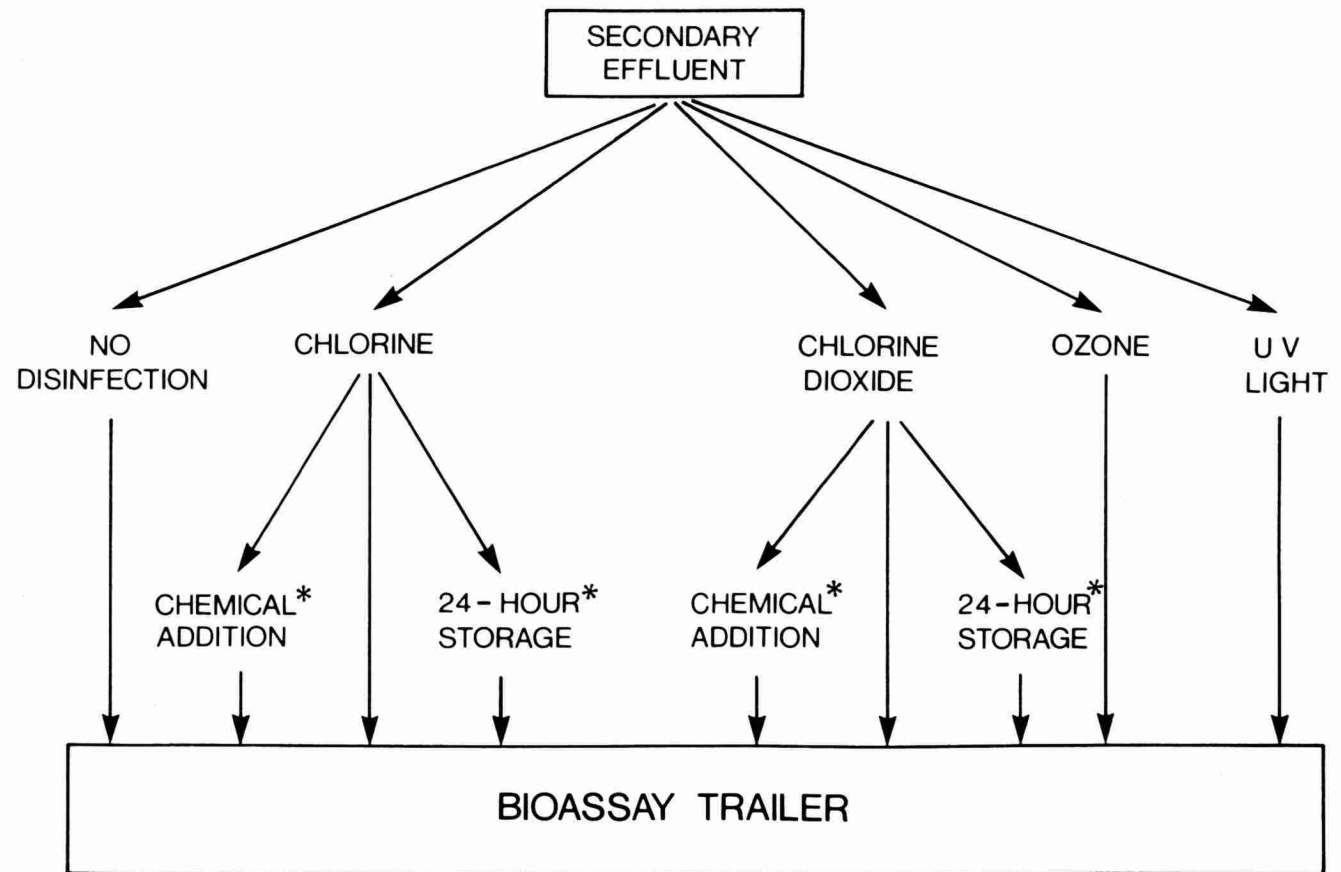 SECONDARY
EFFLUENT
NO
DISINFECTION
CHLORINE
CHLORINE
DIOXIDE
OZONE
U V
LIGHT
CHEMICAL*
ADDITION
24-HOUR*
STORAGE
CHEMICAL*
ADDITION
24-HOUR*
STORAGE
BIOASSAY TRAILER